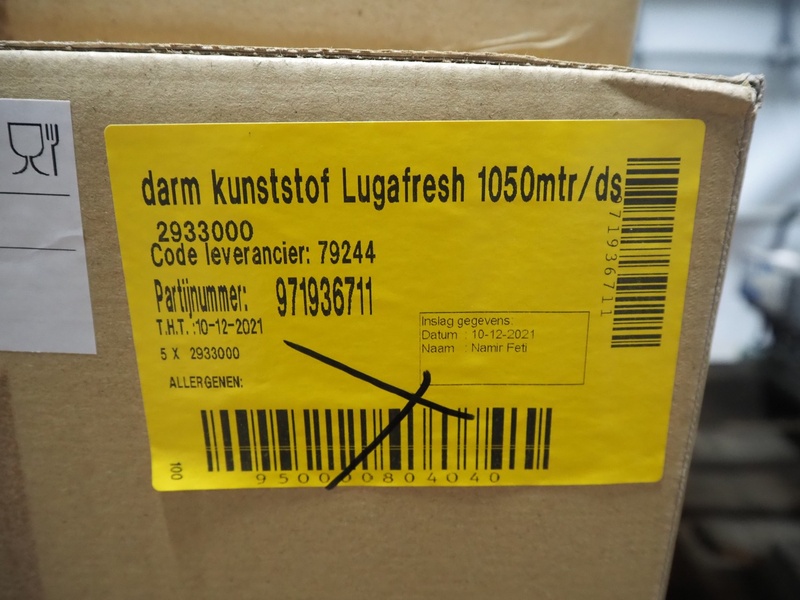 darm kunststof Lugafresh 1050mtr/ds
2933000
Code leverancier: 79244
Partijnummer: 971936711
T.H.T. :10-12-2021
5 X 2933000
ALLERGENEN:
Inslag gegevens:
Datum : 10-12-2021
Naam : Namir Feti
971936711
100